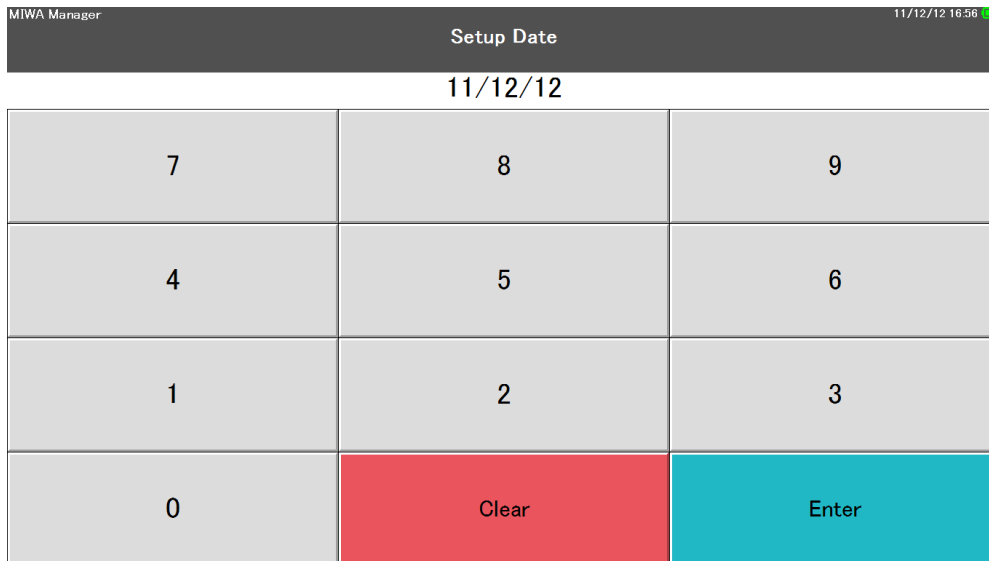 MIWA Manager 11/12/12 16:56
Setup Date
11/12/12
7 8 9
4 5 6
1 2 3
0 Clear Enter